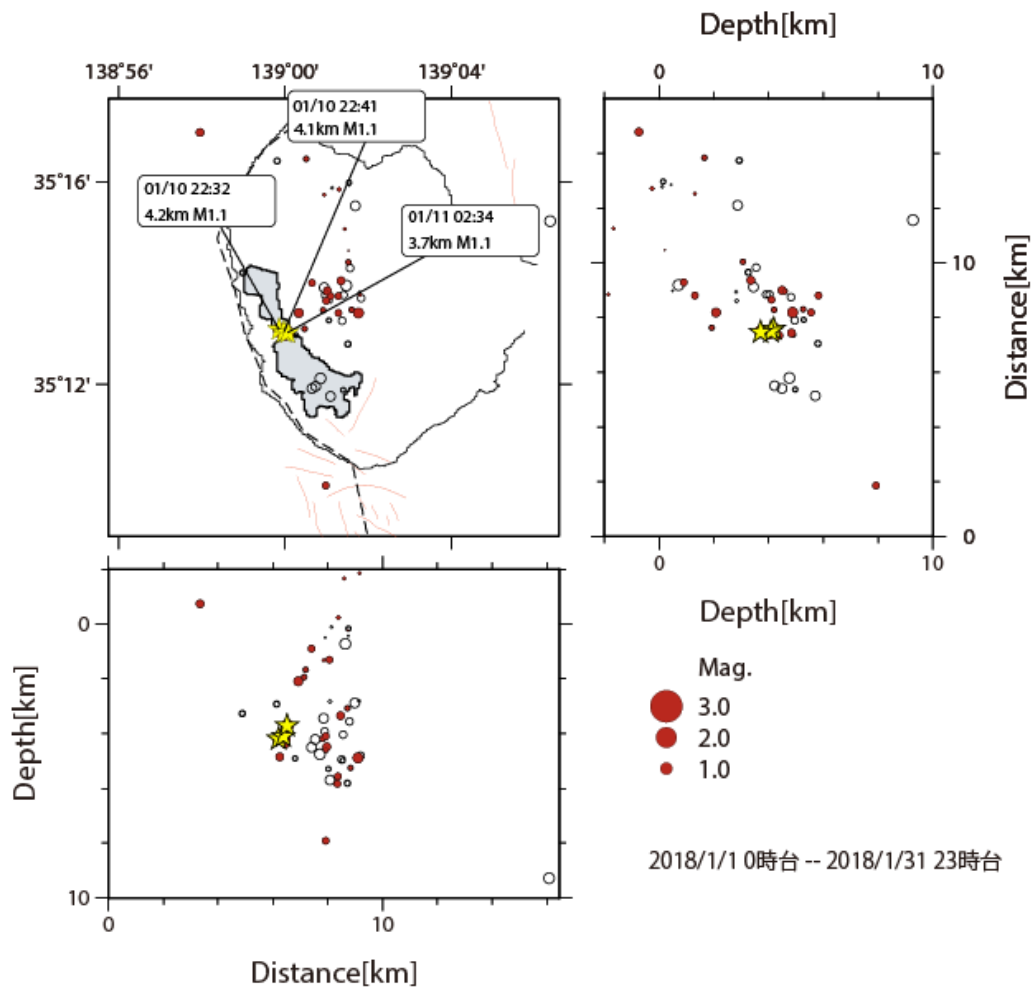 Depth[km]
138°56'
139°00'
139°04'
0
10
01/10 22:41
4.1km M1.1
35°16'
01/10 22:32
4.2km M1.1
01/11 02:34
3.7km M1.1
10
Distance[km]
35°12'
0
0
10
Depth[km]
0
Depth[km]
Mag.
3.0
2.0
1.0
2018/1/1 0時台 -- 2018/1/31 23時台
10
0
10
Distance[km]